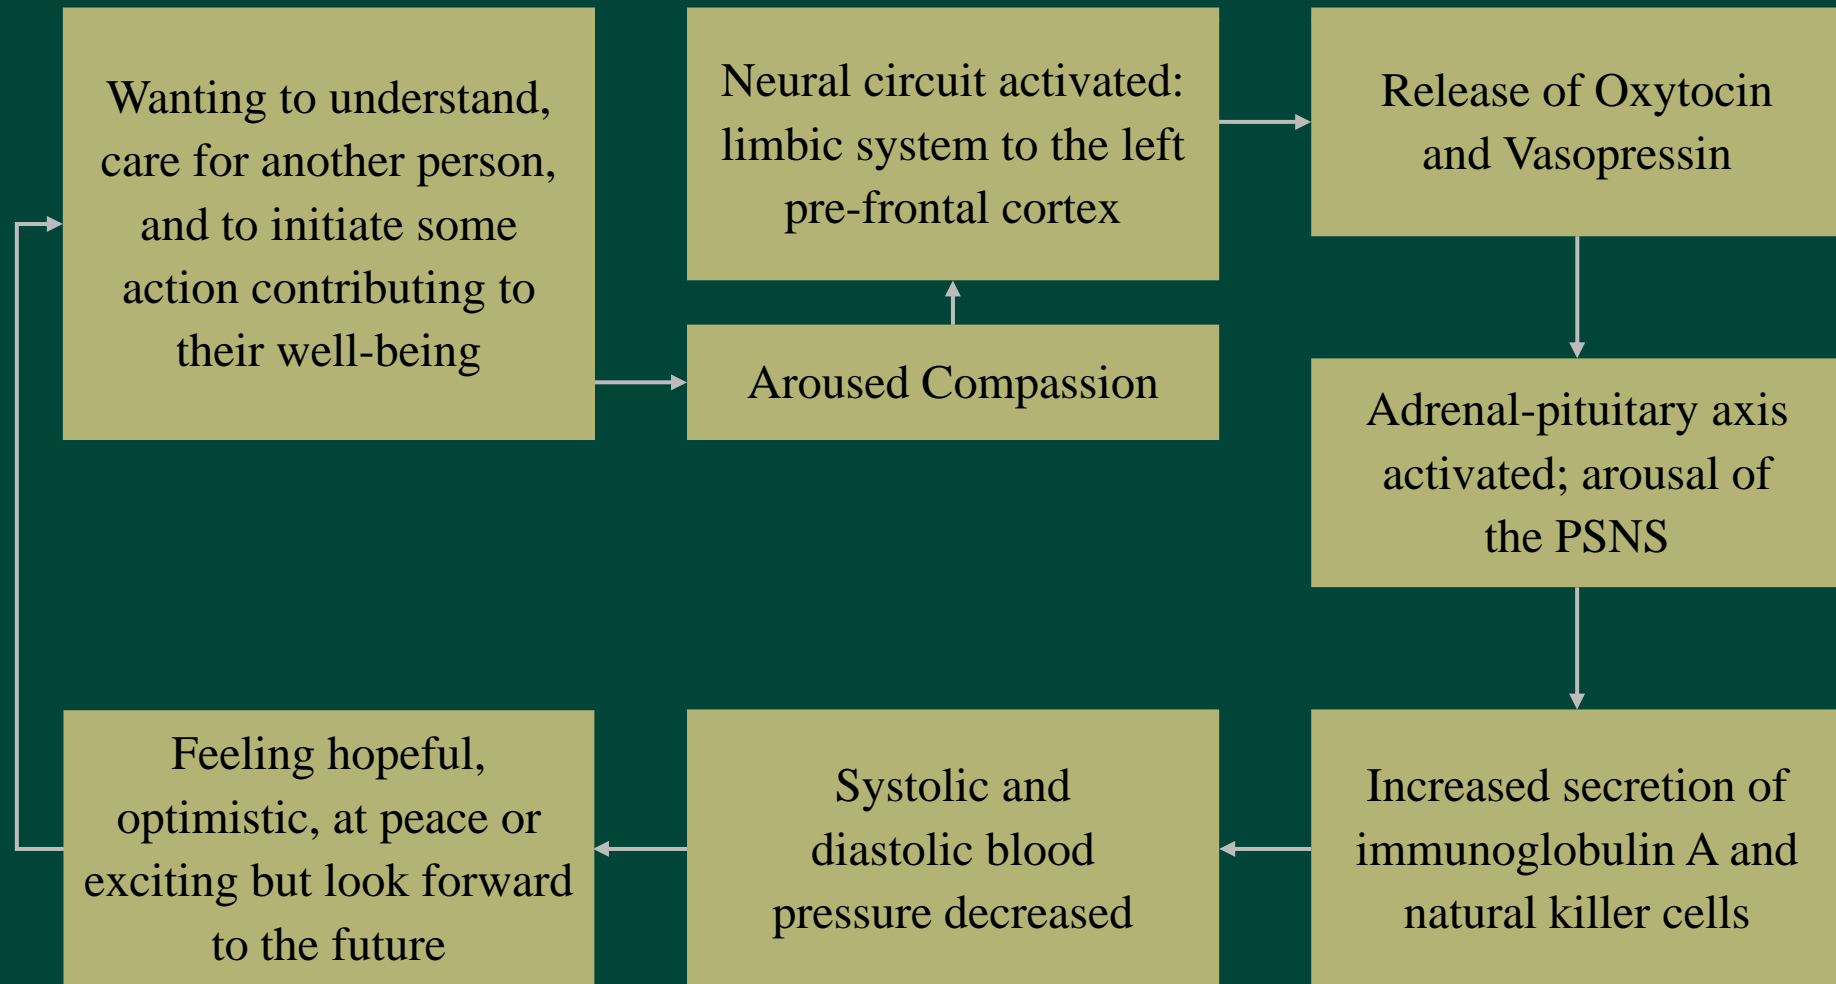 Wanting to understand,
care for another person,
and to initiate some
action contributing to
their well-being
Aroused Compassion
Neural circuit activated:
limbic system to the left
pre-frontal cortex
Release of Oxytocin
and Vasopressin
Adrenal-pituitary axis
activated; arousal of
the PSNS
Increased secretion of
immunoglobulin A and
natural killer cells
Systolic and
diastolic blood
pressure decreased
Feeling hopeful,
optimistic, at peace or
exciting but look forward
to the future